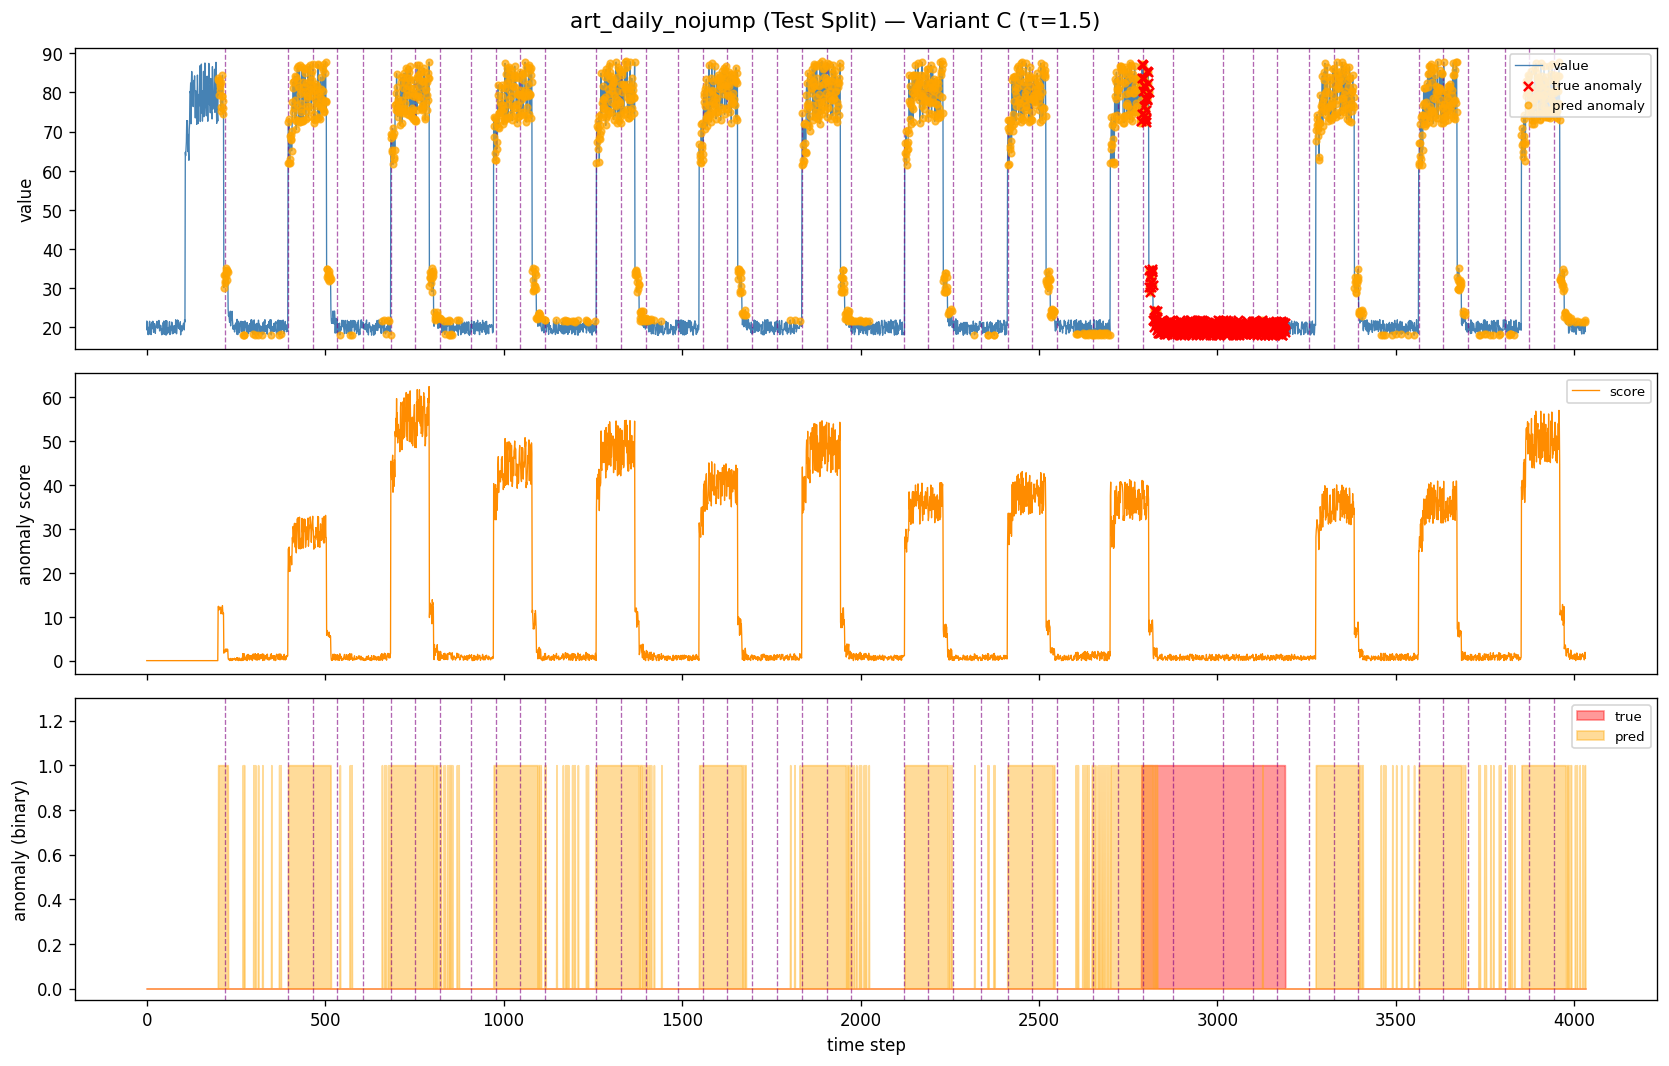 art_daily_nojump (Test Split) — Variant C (τ=1.5)
90
80
70
60
50
40
30
20
value
value
true anomaly
pred anomaly
60
50
40
30
20
10
0
anomaly score
score
1.2
1.0
0.8
0.6
0.4
0.2
0.0
anomaly (binary)
true
pred
0
500
1000
1500
2000
2500
3000
3500
4000
time step